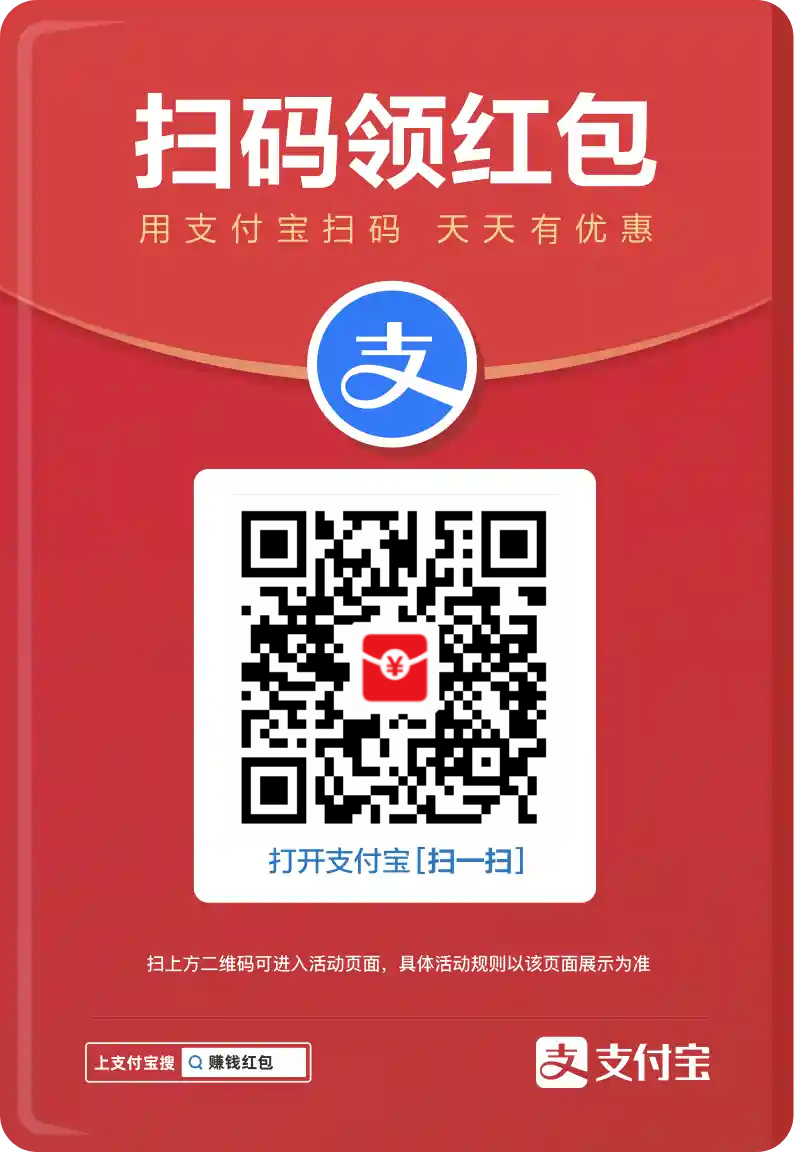 扫码领红包
用支付宝扫码 天天有优惠
支
¥
打开支付宝[扫一扫]
扫上方二维码可进入活动页面，具体活动规则以该页面展示为准
上支付宝搜 赚钱红包
支 支付宝